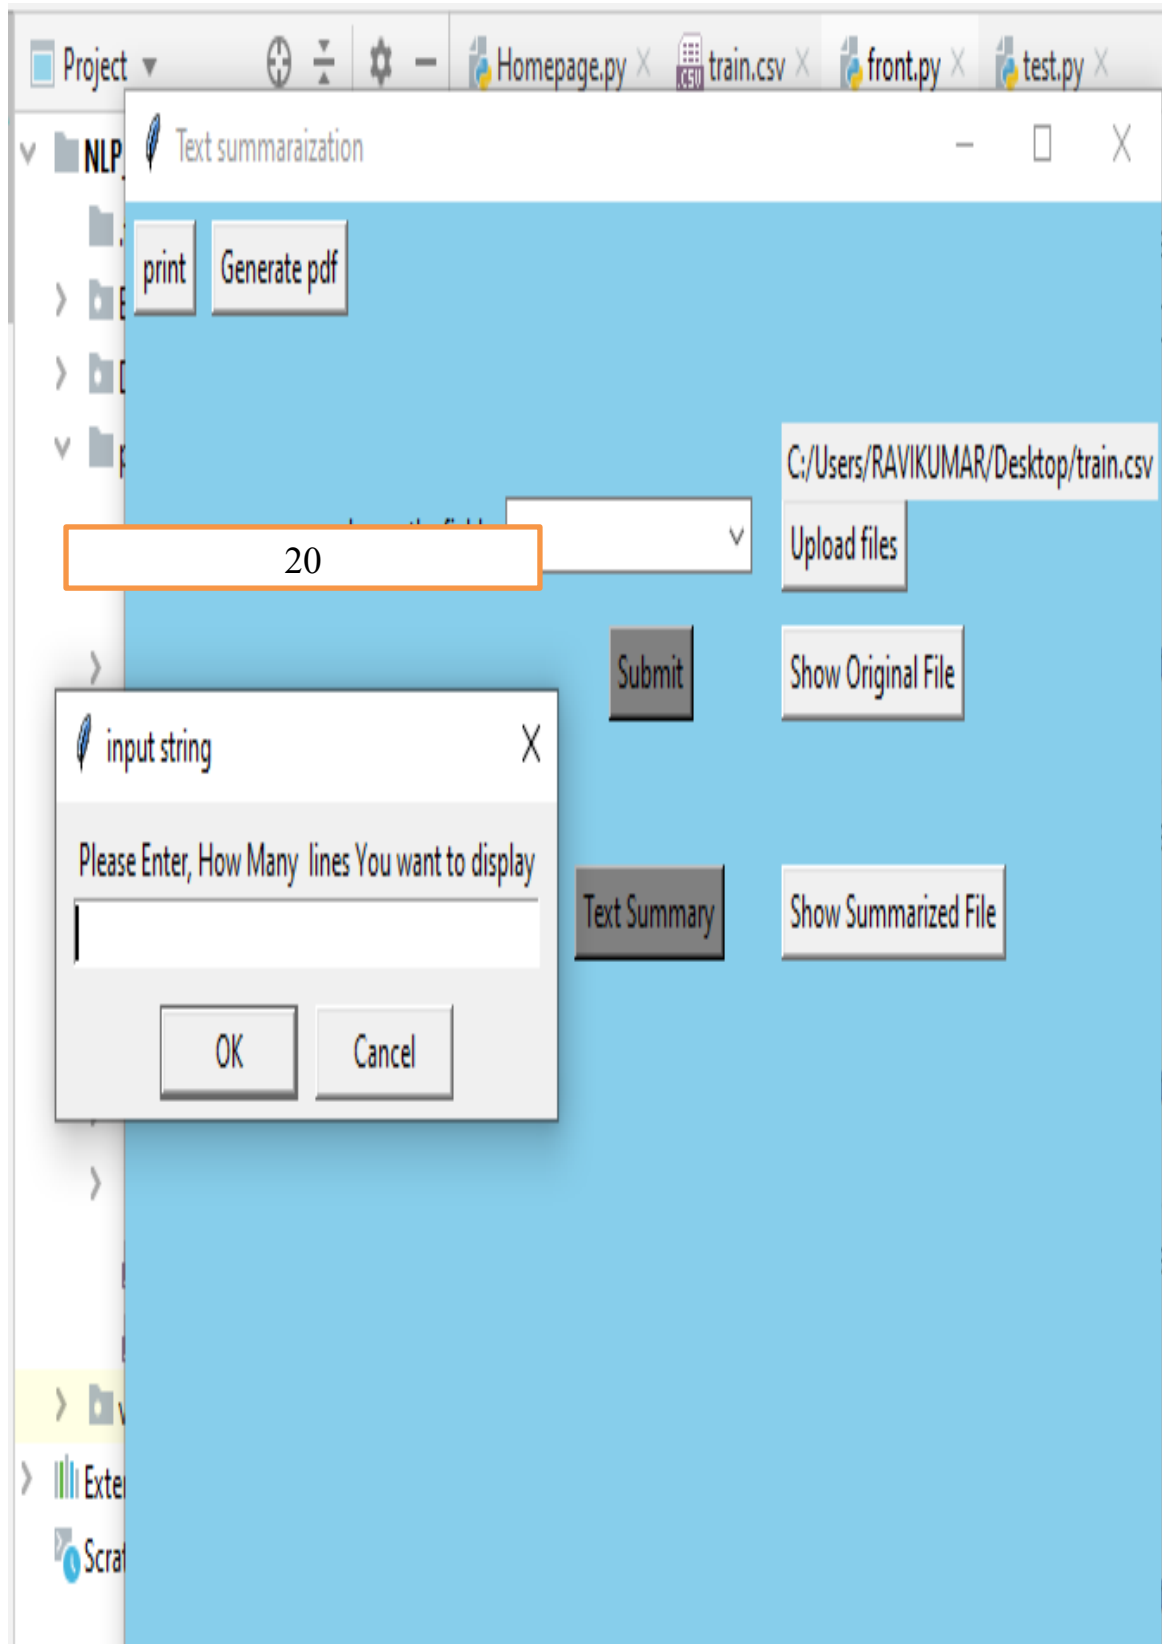 Project Homepage.py train.csv front.py test.py
NLP
Text summaraization
print Generate pdf
C:/Users/RAVIKUMAR/Desktop/train.csv
20
Upload files
Submit
Show Original File
input string
Please Enter, How Many lines You want to display
Text Summary
Show Summarized File
OK
Cancel
Exter
Scrat